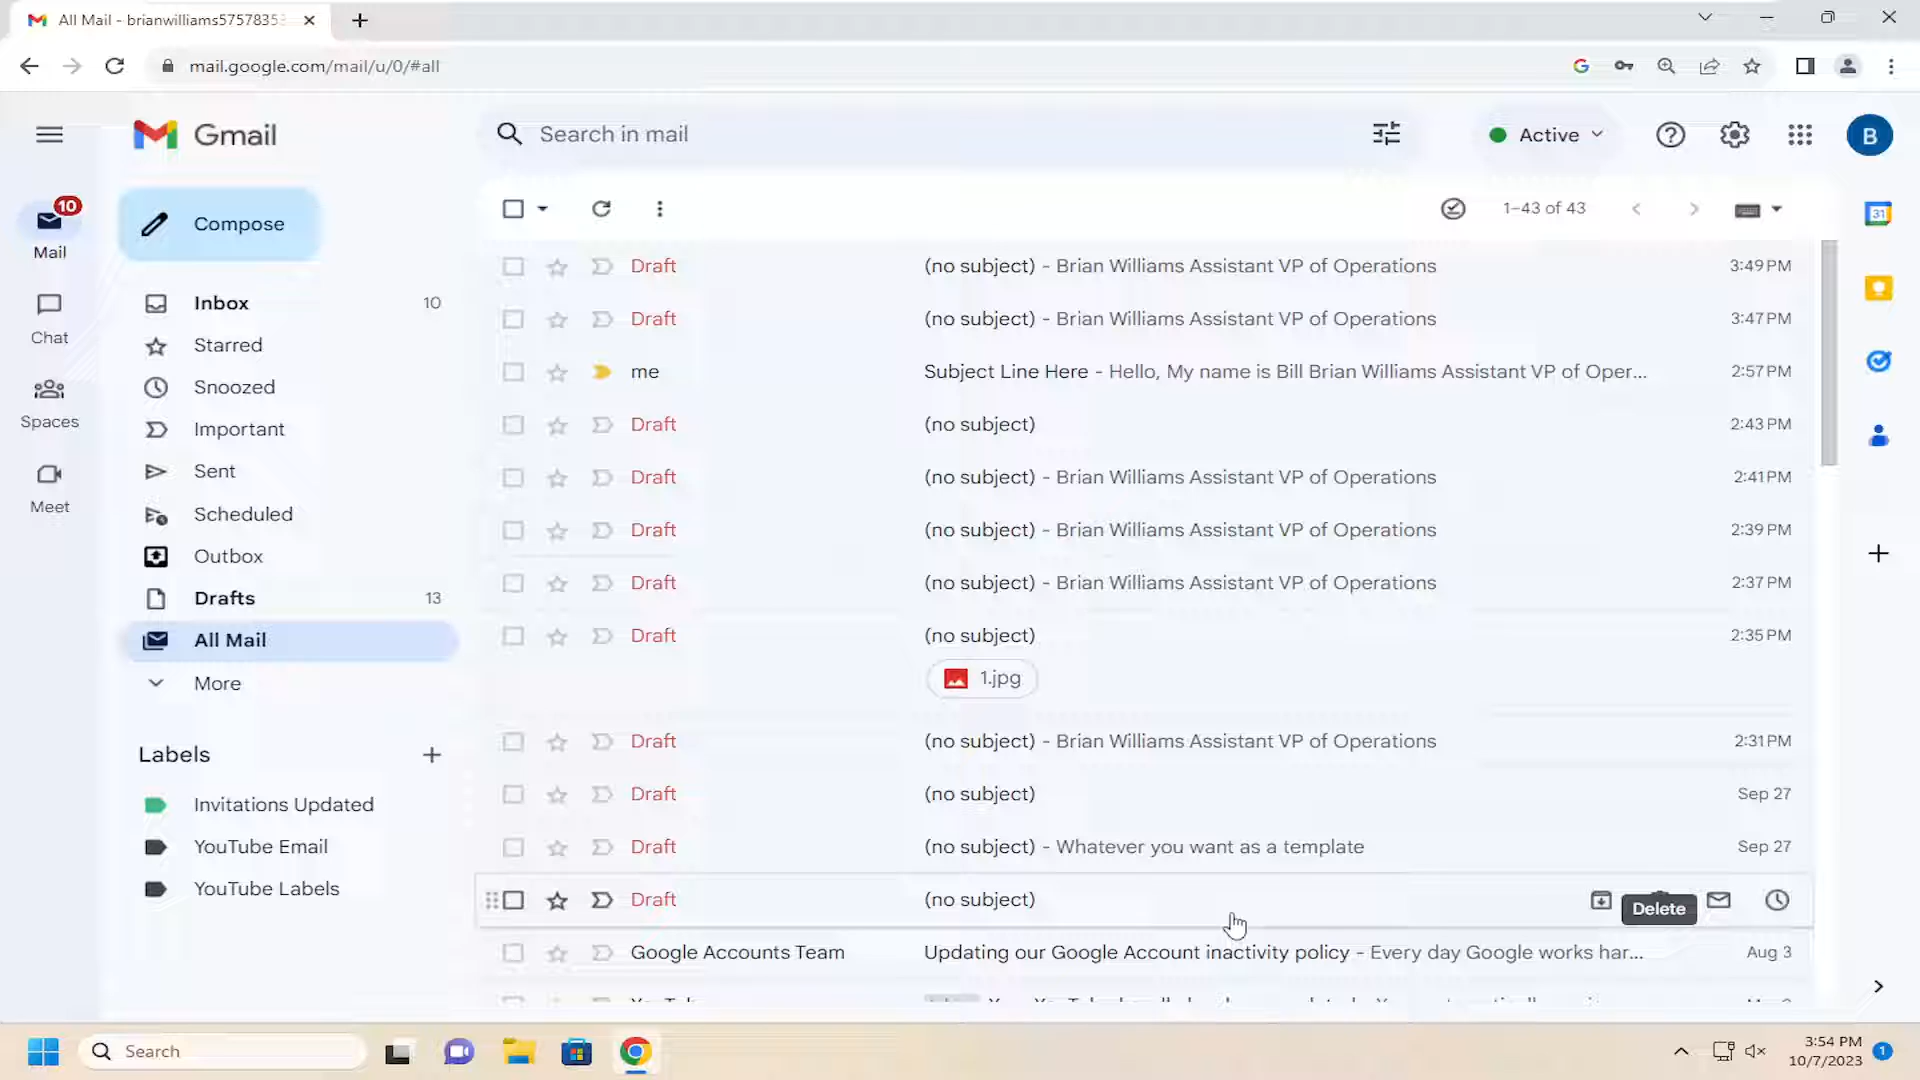 All Mail - brianwilliams5757835
mail.google.com/mail/u/0/#all
Gmail
Search in mail
Active
B
10
Mail
Chat
Spaces
Meet
Compose
Inbox 10
Starred
Snoozed
Important
Sent
Scheduled
Outbox
Drafts 13
All Mail
More
Labels
Invitations Updated
YouTube Email
YouTube Labels
1–43 of 43
Draft (no subject) - Brian Williams Assistant VP of Operations 3:49 PM
Draft (no subject) - Brian Williams Assistant VP of Operations 3:47 PM
me Subject Line Here - Hello, My name is Bill Brian Williams Assistant VP of Oper... 2:57 PM
Draft (no subject) 2:43 PM
Draft (no subject) - Brian Williams Assistant VP of Operations 2:41 PM
Draft (no subject) - Brian Williams Assistant VP of Operations 2:39 PM
Draft (no subject) - Brian Williams Assistant VP of Operations 2:37 PM
Draft (no subject) 2:35 PM
1.jpg
Draft (no subject) - Brian Williams Assistant VP of Operations 2:31 PM
Draft (no subject) Sep 27
Draft (no subject) - Whatever you want as a template Sep 27
Draft (no subject)
Delete
Google Accounts Team Updating our Google Account inactivity policy - Every day Google works har... Aug 3
31
Search
3:54 PM
10/7/2023
1